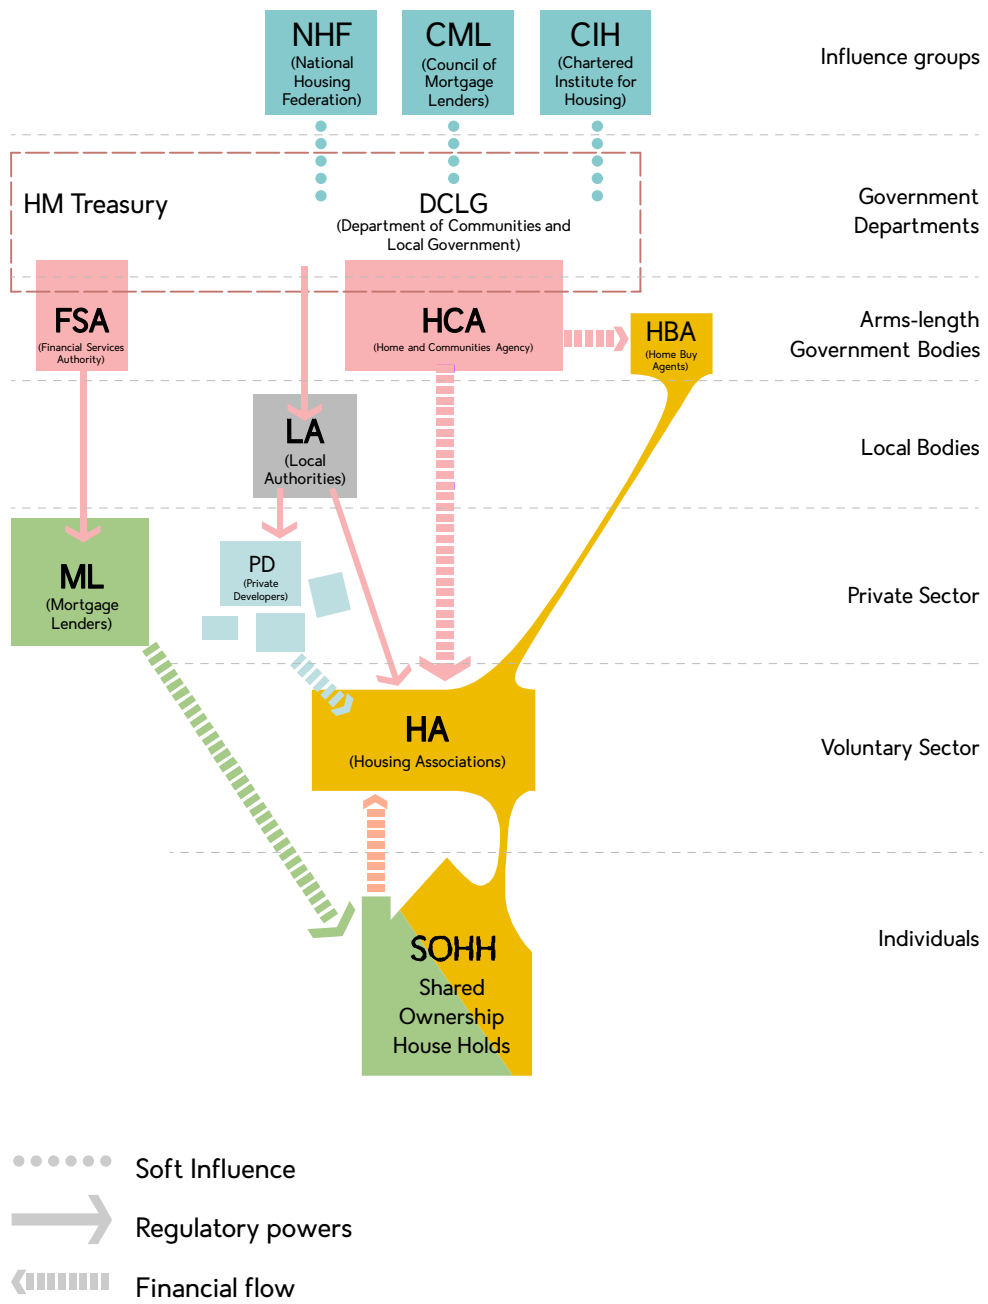 NHF
(National
Housing
Federation)
CML
(Council of
Mortgage
Lenders)
CIH
(Chartered
Institute for
Housing)
Influence groups
HM Treasury
DCLG
(Department of Communities and
Local Government)
Government
Departments
FSA
(Financial Services
Authority)
HCA
(Home and Communities Agency)
HBA
(Home Buy
Agents)
Arms-length
Government Bodies
LA
(Local
Authorities)
Local Bodies
ML
(Mortgage
Lenders)
PD
(Private
Developers)
Private Sector
HA
(Housing Associations)
Voluntary Sector
SOHH
Shared
Ownership
House Holds
Individuals
Soft Influence
Regulatory powers
Financial flow